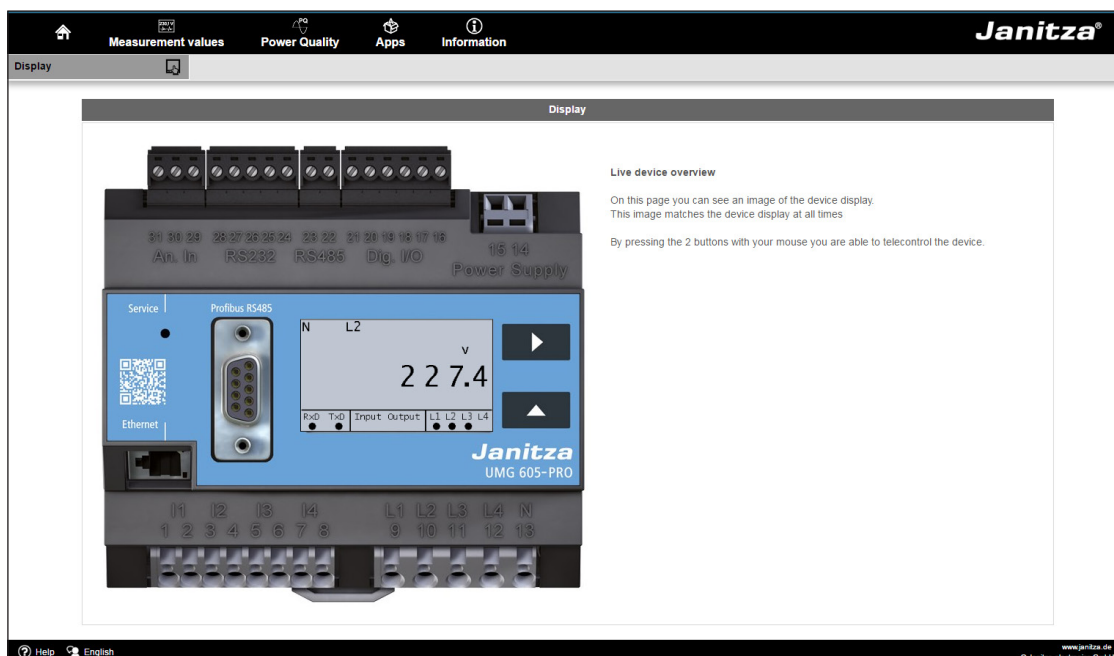 Measurement values
Power Quality
Apps
Information
Janitza®
Display
Display
Live device overview
On this page you can see an image of the device display.
This image matches the device display at all times
By pressing the 2 buttons with your mouse you are able to telecontrol the device.
31 30 29 28 27 26 25 24 23 22 21 20 19 18 17 16
An. In RS232 RS485 Dig. I/O
15 14
Power Supply
Service
Profibus RS485
N L2
V
227.4
RxD TxD Input Output L1 L2 L3 L4
Ethernet
Janitza
UMG 605-PRO
I1 I2 I3 I4 L1 L2 L3 L4 N
1 2 3 4 5 6 7 8 9 10 11 12 13
Help
English
www.janitza.de